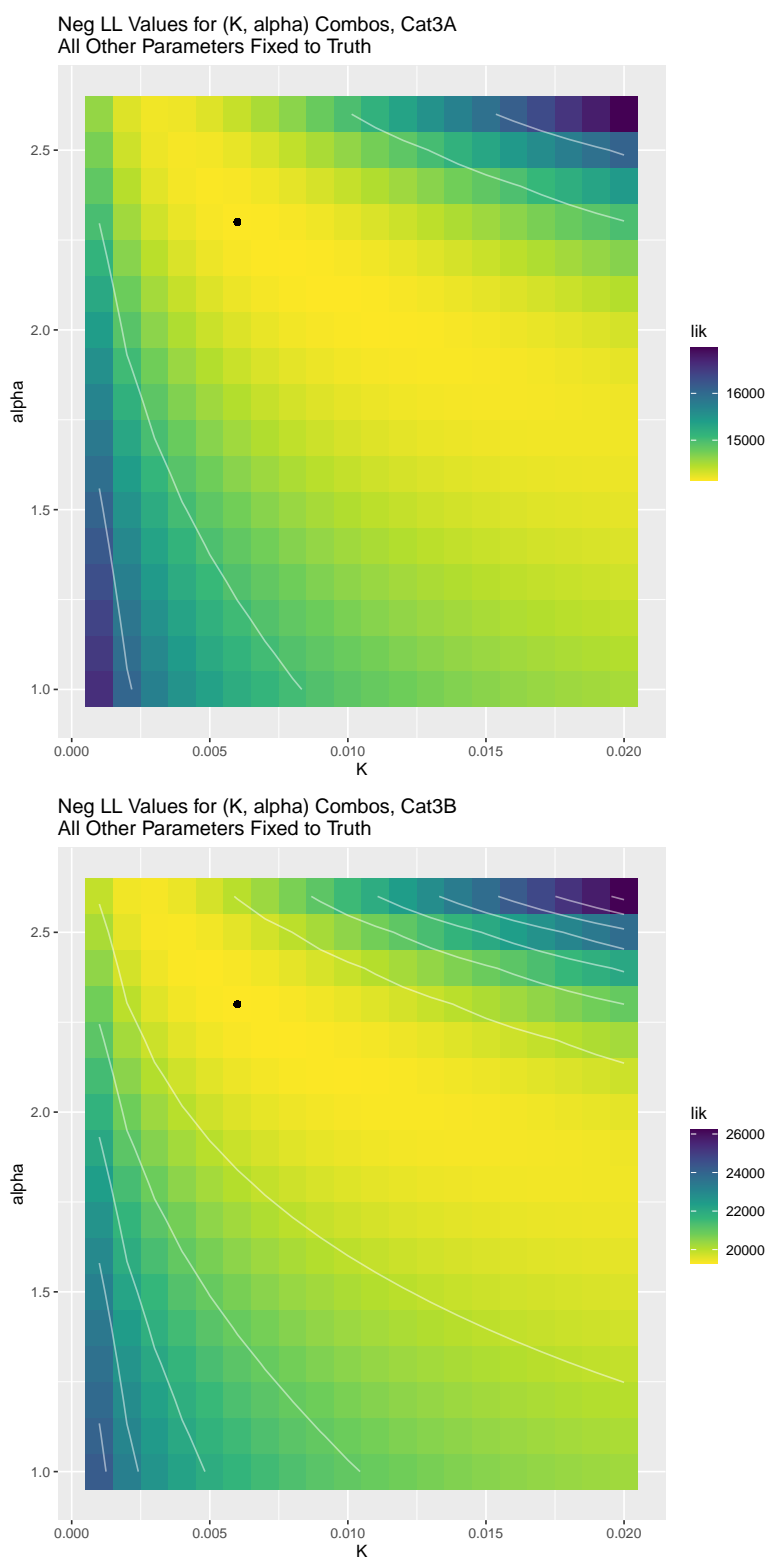 Neg LL Values for (K, alpha) Combos, Cat3A
All Other Parameters Fixed to Truth
2.5
2.0
1.5
1.0
alpha
0.000 0.005 0.010 0.015 0.020
K
lik
16000
15000
Neg LL Values for (K, alpha) Combos, Cat3B
All Other Parameters Fixed to Truth
2.5
2.0
1.5
1.0
alpha
0.000 0.005 0.010 0.015 0.020
K
lik
26000
24000
22000
20000